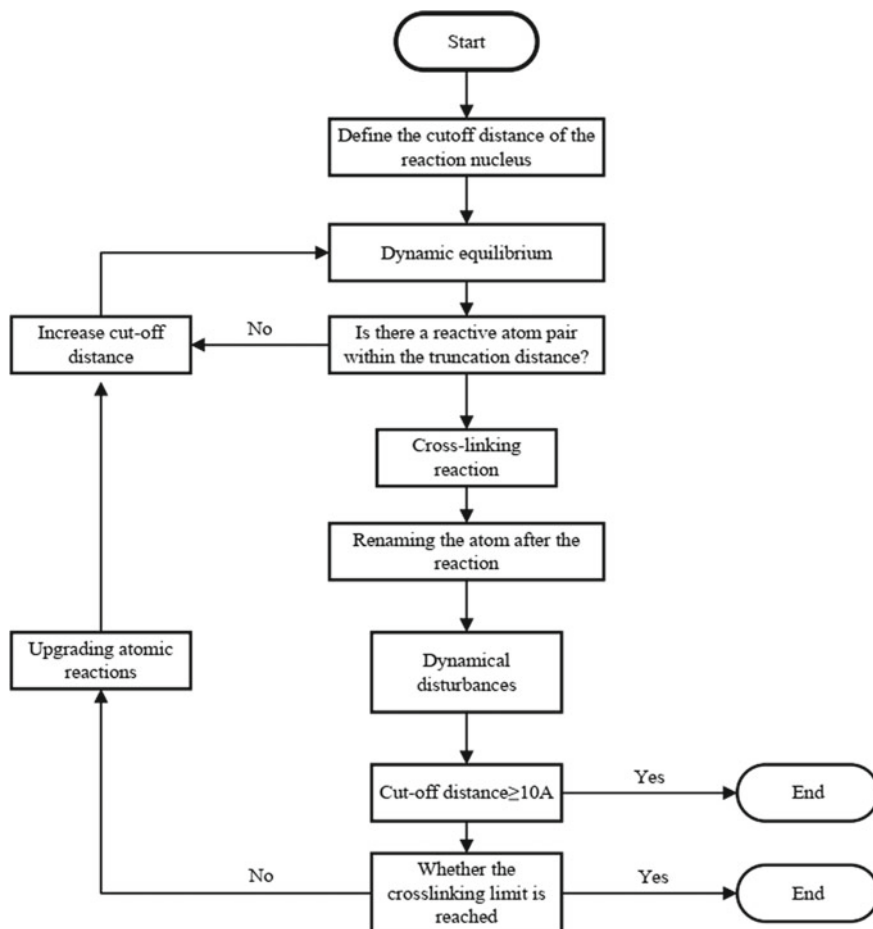 Start
Define the cutoff distance of the
reaction nucleus
Dynamic equilibrium
Increase cut-off
distance
No
Is there a reactive atom pair
within the truncation distance?
Cross-linking
reaction
Renaming the atom after the
reaction
Upgrading atomic
reactions
Dynamical
disturbances
Cut-off distance≥10A
Yes
End
No
Whether the
crosslinking limit is
reached
Yes
End